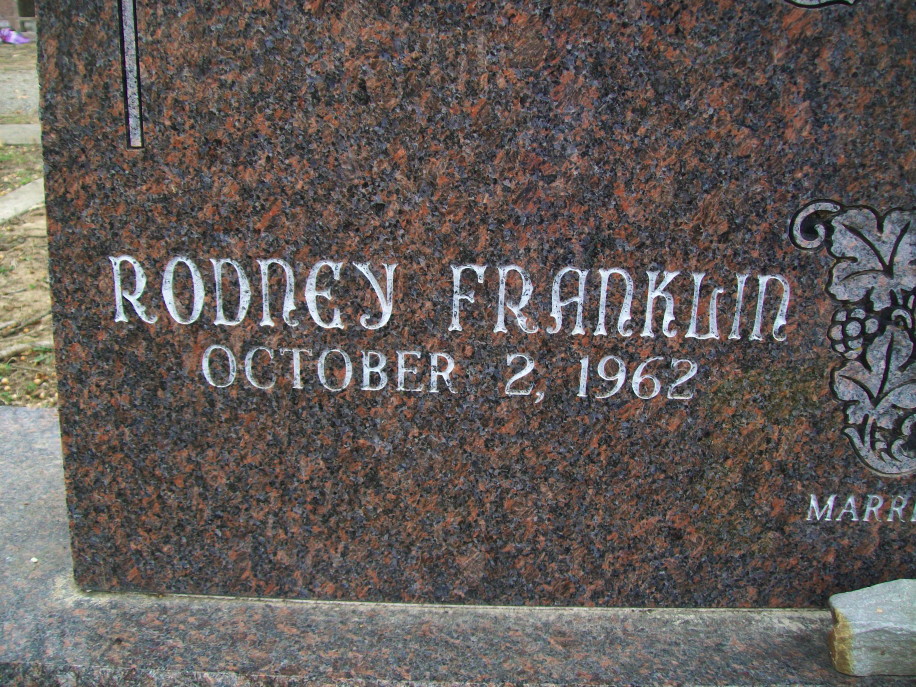 RODNEY FRANKLIN
OCTOBER 2, 1962